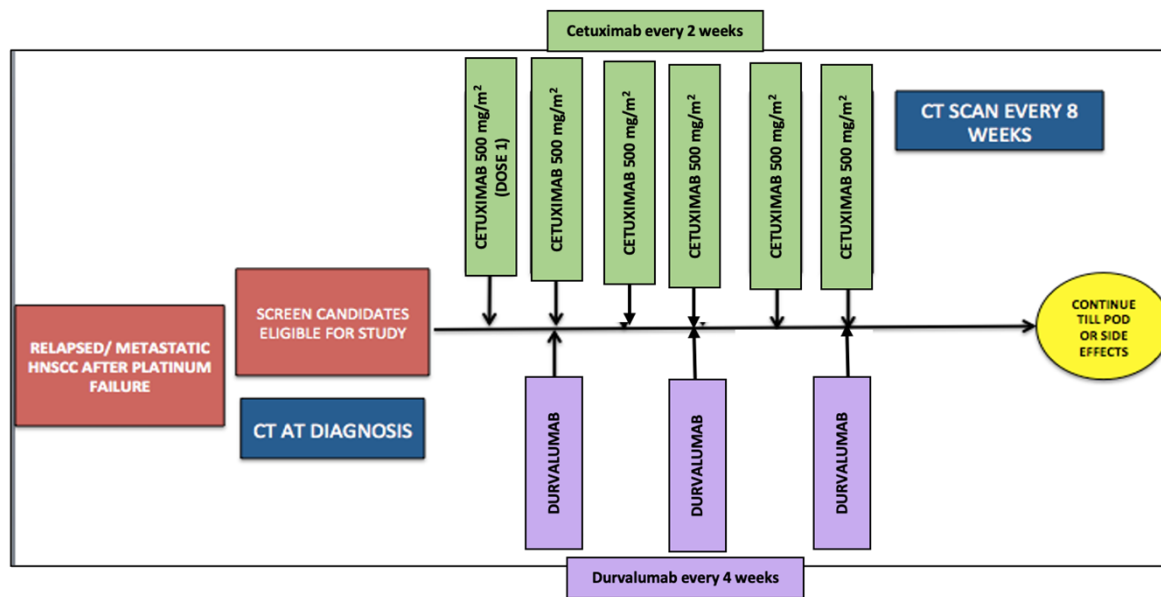 Cetuximab every 2 weeks
CETUXIMAB 500 mg/m²
(DOSE 1)
CETUXIMAB 500 mg/m²
CETUXIMAB 500 mg/m²
CETUXIMAB 500 mg/m²
CETUXIMAB 500 mg/m²
CETUXIMAB 500 mg/m²
CT SCAN EVERY 8
WEEKS
RELAPSED/ METASTATIC
HNSCC AFTER PLATINUM
FAILURE
SCREEN CANDIDATES
ELIGIBLE FOR STUDY
CT AT DIAGNOSIS
CONTINUE
TILL POD
OR SIDE
EFFECTS
DURVALUMAB
DURVALUMAB
DURVALUMAB
Durvalumab every 4 weeks